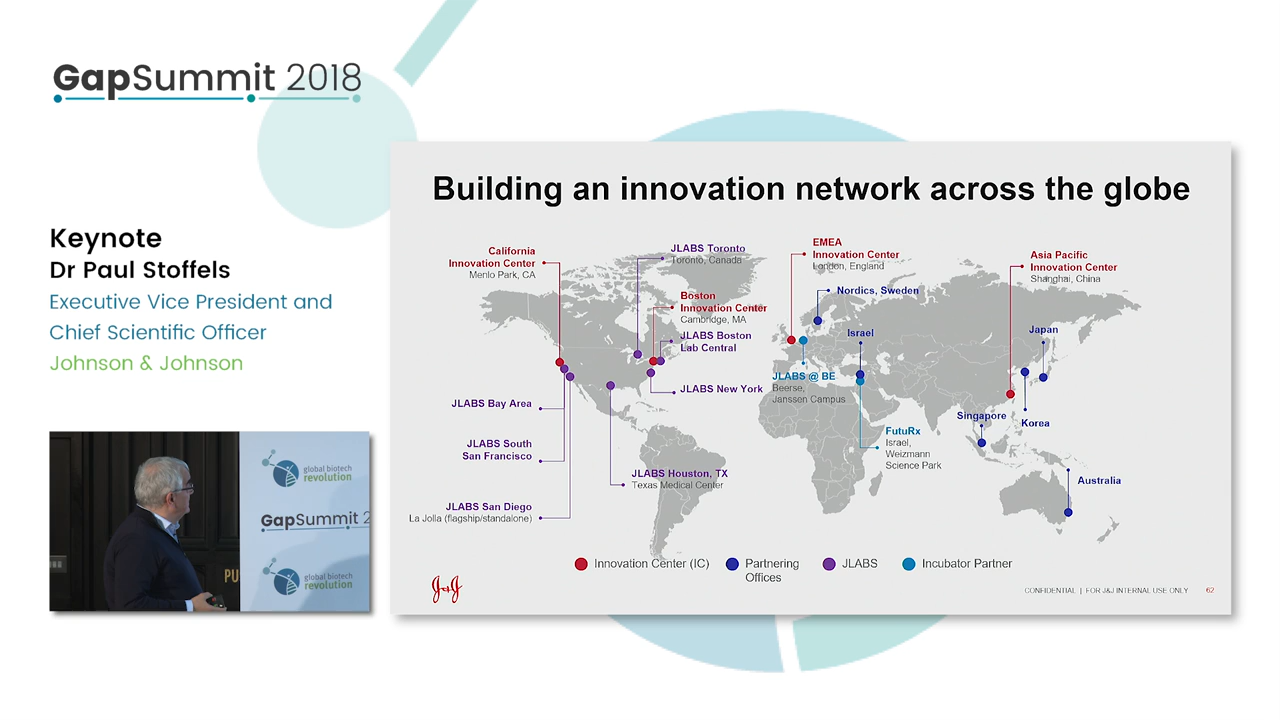 GapSummit 2018
Keynote
Dr Paul Stoffels
Executive Vice President and
Chief Scientific Officer
Johnson & Johnson
global biotech
revolution
GapSummit 2
PU
global biotech
revolution
Building an innovation network across the globe
California
Innovation Center
Menlo Park, CA
JLABS Toronto
Toronto, Canada
Boston
Innovation Center
Cambridge, MA
JLABS Boston
Lab Central
JLABS New York
JLABS Bay Area
JLABS South
San Francisco
JLABS San Diego
La Jolla (flagship/standalone)
JLABS Houston, TX
Texas Medical Center
EMEA
Innovation Center
London, England
Nordics, Sweden
Israel
JLABS @ BE
Beerse,
Janssen Campus
FutuRx
Israel,
Weizmann
Science Park
Asia Pacific
Innovation Center
Shanghai, China
Japan
Singapore
Korea
Australia
Innovation Center (IC)
Partnering
Offices
JLABS
Incubator Partner
J&J
CONFIDENTIAL | FOR J&J INTERNAL USE ONLY 62